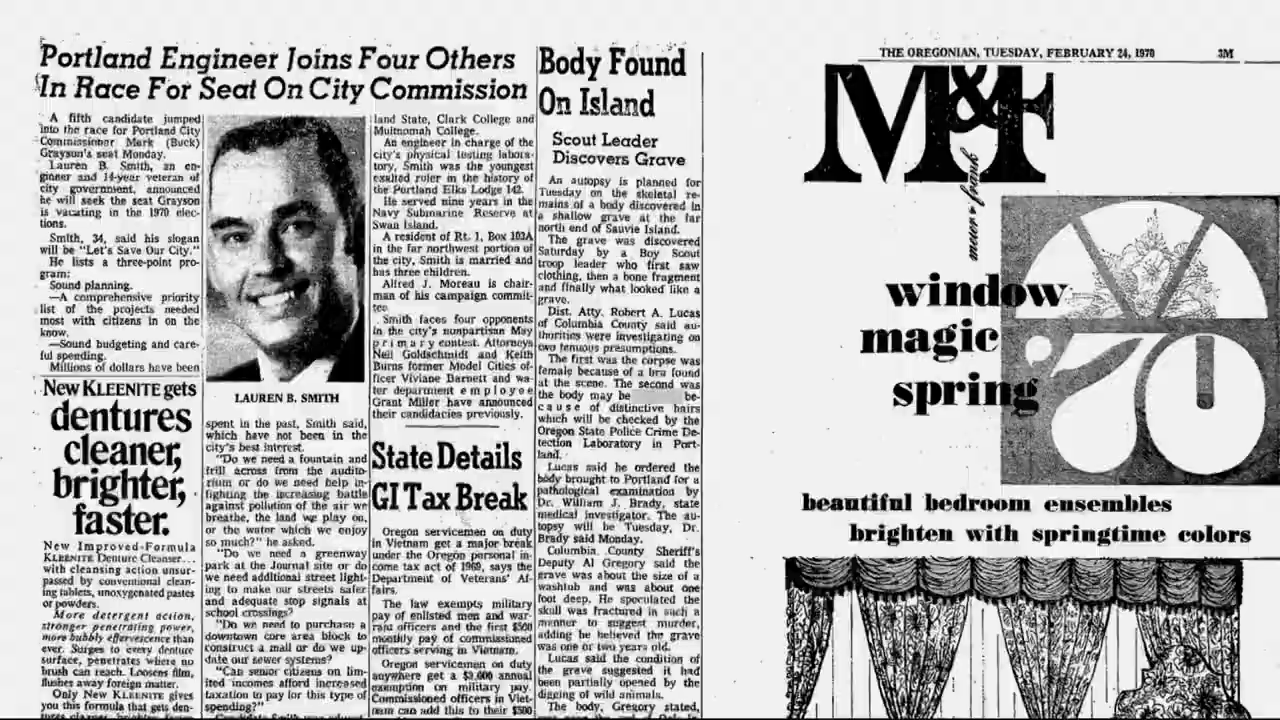 Portland Engineer Joins Four Others
In Race For Seat On City Commission
A fifth candidate jumped
into the race for Portland City
Commissioner Mark (Buck)
Grayson's seat Monday.
Lauren B. Smith, an en-
gineer and 14-year veteran of
city government, announced
he will seek the seat Grayson
is vacating in the 1970 elec-
tions.
Smith, 34, said his slogan
will be "Let's Save Our City."
He lists a three-point pro-
gram:
Sound planning.
—A comprehensive priority
list of the projects needed
most with citizens in on the
know.
—Sound budgeting and care-
ful spending.
Millions of dollars have been
New KLEENITE gets
dentures
cleaner,
brighter,
faster.
New Improved-Formula
KLEENITE Denture Cleanser...
with cleansing action unsur-
passed by conventional clean-
ing tablets, unoxygenated pastes
or powders.
More detergent action,
stronger penetrating power,
more bubbly effervescence than
ever. Surges to every denture
surface, penetrates where no
brush can reach. Loosens film,
flushes away foreign matter.
Only New KLEENITE gives
you this formula that gets den-
LAUREN B. SMITH
spent in the past, Smith said,
which have not been in the
city's best interest.
"Do we need a fountain and
frill across from the audito-
rium or do we need help in
fighting the increasing battle
against pollution of the air we
breathe, the land we play on,
or the water which we enjoy
so much?" he asked.
"Do we need a greenway
park at the Journal site or do
we need additional street light-
ing to make our streets safer
and adequate stop signals at
school crossings?
"Do we need to purchase a
downtown core area block to
construct a mall or do we up-
date our sewer systems?
"Can senior citizens on lim-
ited incomes afford increased
taxation to pay for this type of
spending?"
land State, Clark College and
Multnomah College.
An engineer in charge of the
city's physical testing labora-
tory, Smith was the youngest
exalted ruler in the history of
the Portland Elks Lodge 142.
He served nine years in the
Navy Submarine Reserve at
Swan Island.
A resident of Rt. 1, Box 103A
in the far northwest portion of
the city, Smith is married and
has three children.
Alfred J. Moreau is chair-
man of his campaign commit-
tee.
Smith faces four opponents
in the city's nonpartisan May
primary contest. Attorneys
Neil Goldschmidt and Keith
Burns former Model Cities of-
ficer Viviane Barnett and wa-
ter department employee
Grant Miller have announced
their candidacies previously.
State Details
GI Tax Break
Oregon servicemen on duty
in Vietnam get a major break
under the Oregon personal in-
come tax act of 1969, says the
Department of Veterans' Af-
fairs.
The law exempts military
pay of enlisted men and war-
rant officers and the first $500
monthly pay of commissioned
officers serving in Vietnam.
Oregon servicemen on duty
anywhere get a $3,000 annual
exemption on military pay.
Commissioned officers in Viet-
nam can add this to their $500
Body Found
On Island
Scout Leader
Discovers Grave
An autopsy is planned for
Tuesday on the skeletal re-
mains of a body discovered in
a shallow grave at the far
north end of Sauvie Island.
The grave was discovered
Saturday by a Boy Scout
troop leader who first saw
clothing, then a bone fragment
and finally what looked like a
grave.
Dist. Atty. Robert A. Lucas
of Columbia County said au-
thorities were investigating on
two tenuous presumptions.
The first was the corpse was
female because of a bra found
at the scene. The second was
the body may be be-
cause of distinctive hairs
which will be checked by the
Oregon State Police Crime De-
tection Laboratory in Port-
land.
Lucas said he ordered the
body brought to Portland for a
pathological examination by
Dr. William J. Brady, state
medical investigator. The au-
topsy will be Tuesday, Dr.
Brady said Monday.
Columbia County Sheriff's
Deputy Al Gregory said the
grave was about the size of a
washtub and was about one
foot deep. He speculated the
skull was fractured in such a
manner to suggest murder,
adding he believed the grave
was one or two years old.
Lucas said the condition of
the grave suggested it had
been partially opened by the
digging of wild animals.
The body, Gregory stated,
THE OREGONIAN, TUESDAY, FEBRUARY 24, 1970 3M
M&F
meier & frank
window
magic
spring
'70
beautiful bedroom ensembles
brighten with springtime colors